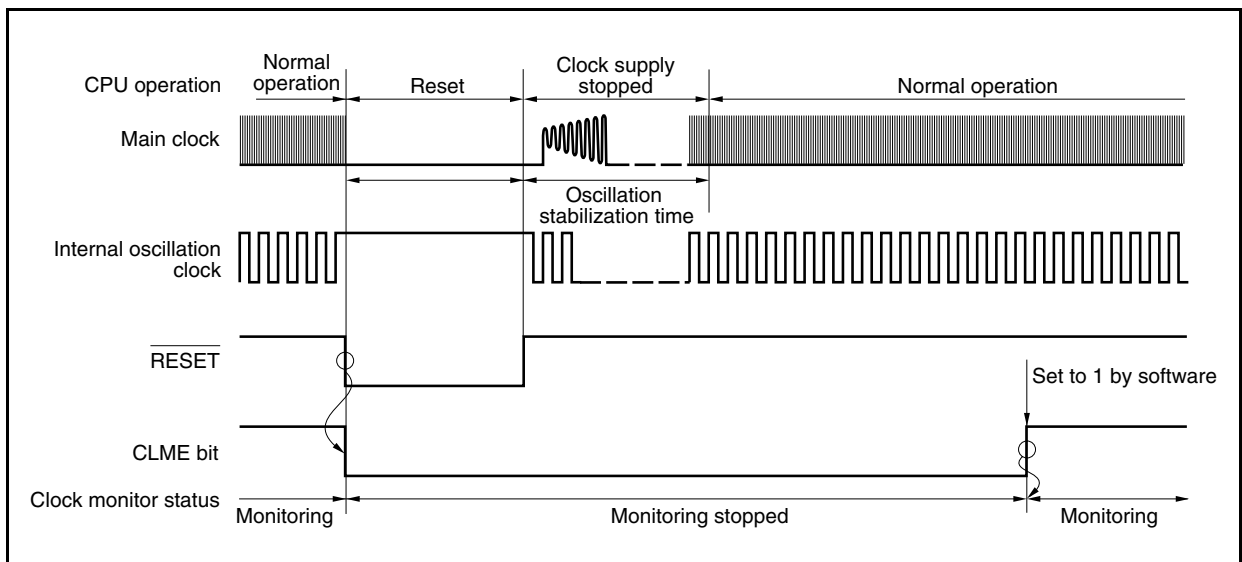 Normal
operation
Clock supply
stopped
CPU operation
Reset
Normal operation
Main clock
Oscillation
stabilization time
Internal oscillation
clock
RESET
Set to 1 by software
CLME bit
Clock monitor status
Monitoring
Monitoring stopped
Monitoring